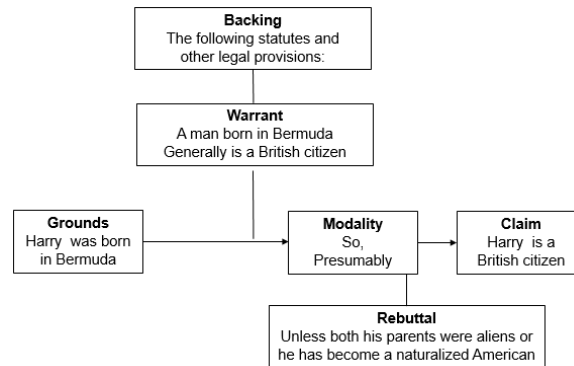 Backing
The following statutes and
other legal provisions:
Warrant
A man born in Bermuda
Generally is a British citizen
Grounds
Harry was born
in Bermuda
Modality
So,
Presumably
Claim
Harry is a
British citizen
Rebuttal
Unless both his parents were aliens or
he has become a naturalized American